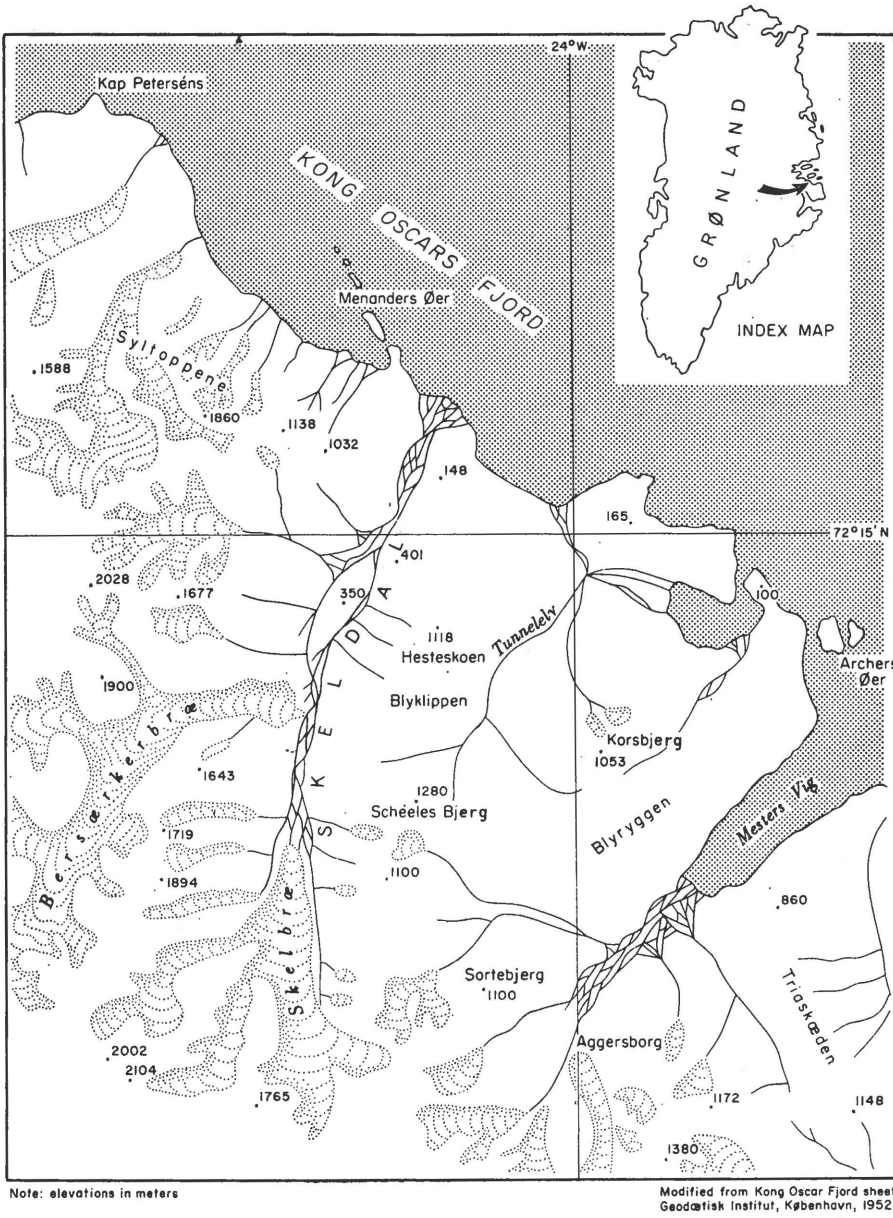 24°W
Kap Peterséns
KONG OSCARS FJORD
GRØNLAND
INDEX MAP
Menanders Øer
Syltoppene
1588
1860
1138
1032
148
165
72°15'N
401
2028
1677
350
100
1118
Hesteskoen
Tunnelelv
Archers
Øer
1900
Blyklippen
SKELDAL
Korsbjerg
1053
1643
Bersærkerbræ
1280
Schéeles Bjerg
Mesters Vig
1719
Blyryggen
1894
1100
860
Skelbræ
Sortebjerg
1100
Triaskæden
Aggersborg
2002
2104
1765
1172
1148
1380
Note: elevations in meters
Modified from Kong Oscar Fjord sheet
Geodætisk Institut, København, 1952